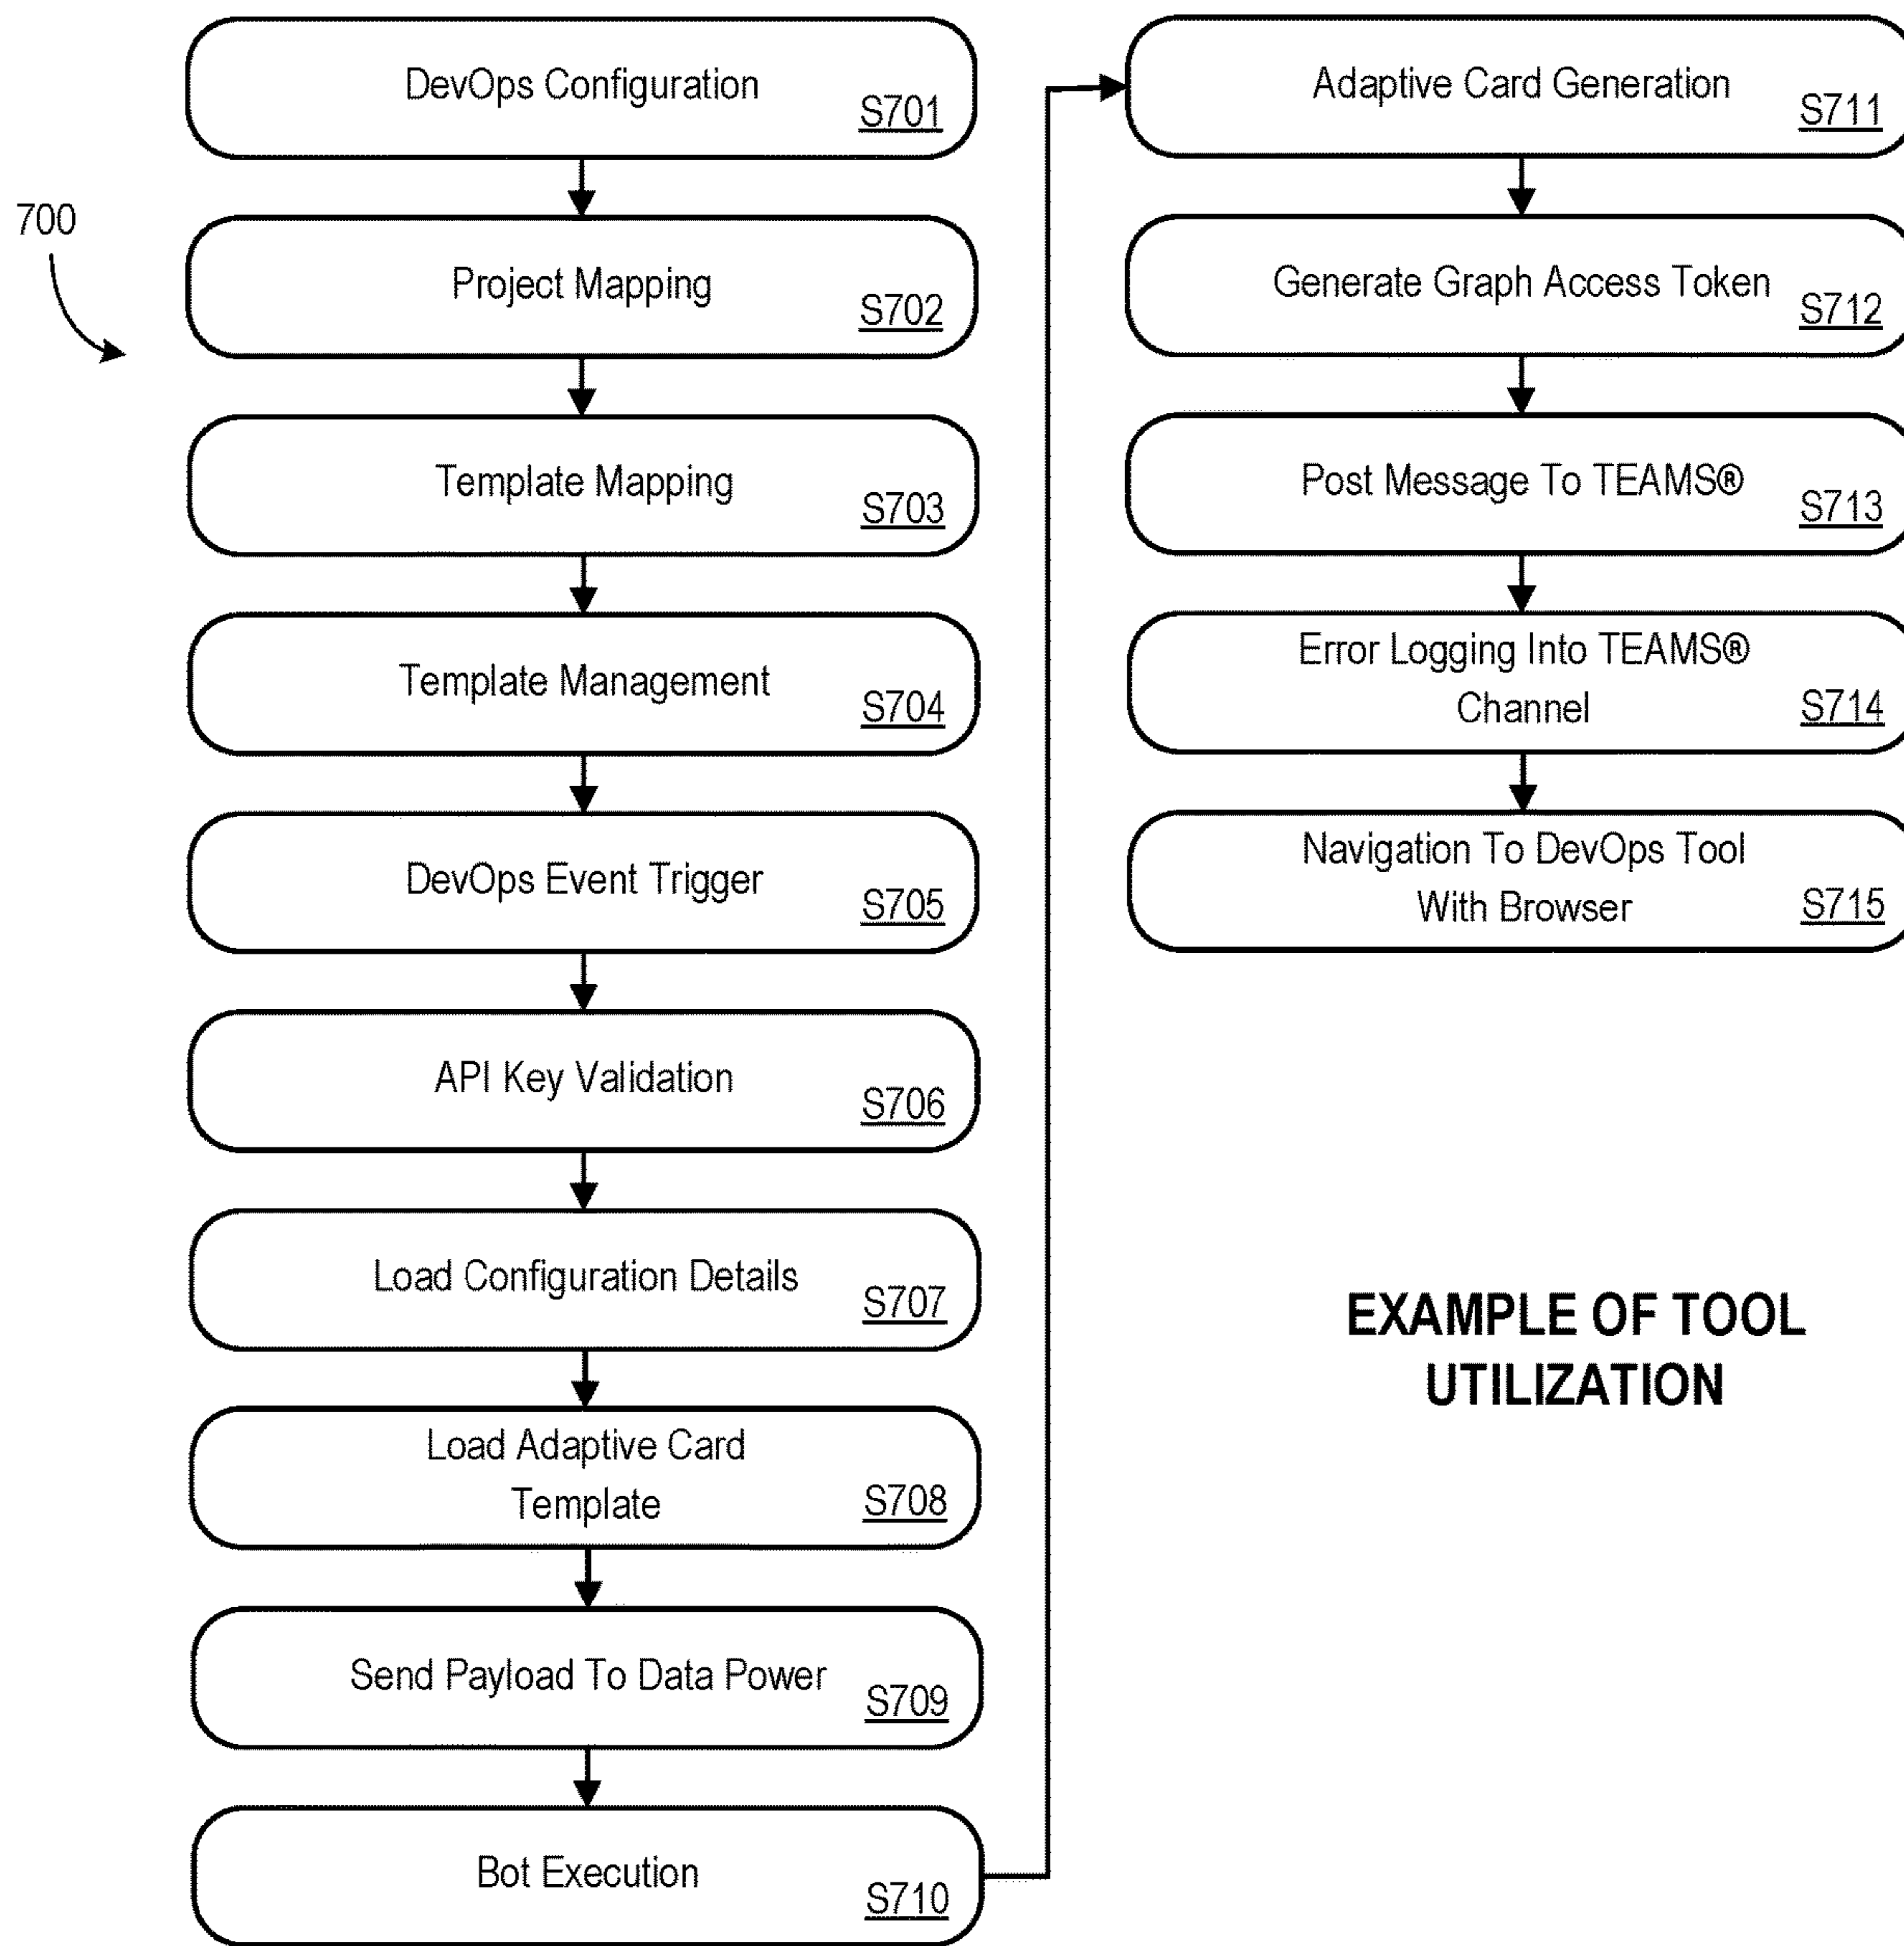 700
DevOps Configuration
S701
Project Mapping
S702
Template Mapping
S703
Template Management
S704
DevOps Event Trigger
S705
API Key Validation
S706
Load Configuration Details
S707
Load Adaptive Card
Template
S708
Send Payload To Data Power
S709
Bot Execution
S710
Adaptive Card Generation
S711
Generate Graph Access Token
S712
Post Message To TEAMS®
S713
Error Logging Into TEAMS®
Channel
S714
Navigation To DevOps Tool
With Browser
S715
EXAMPLE OF TOOL
UTILIZATION